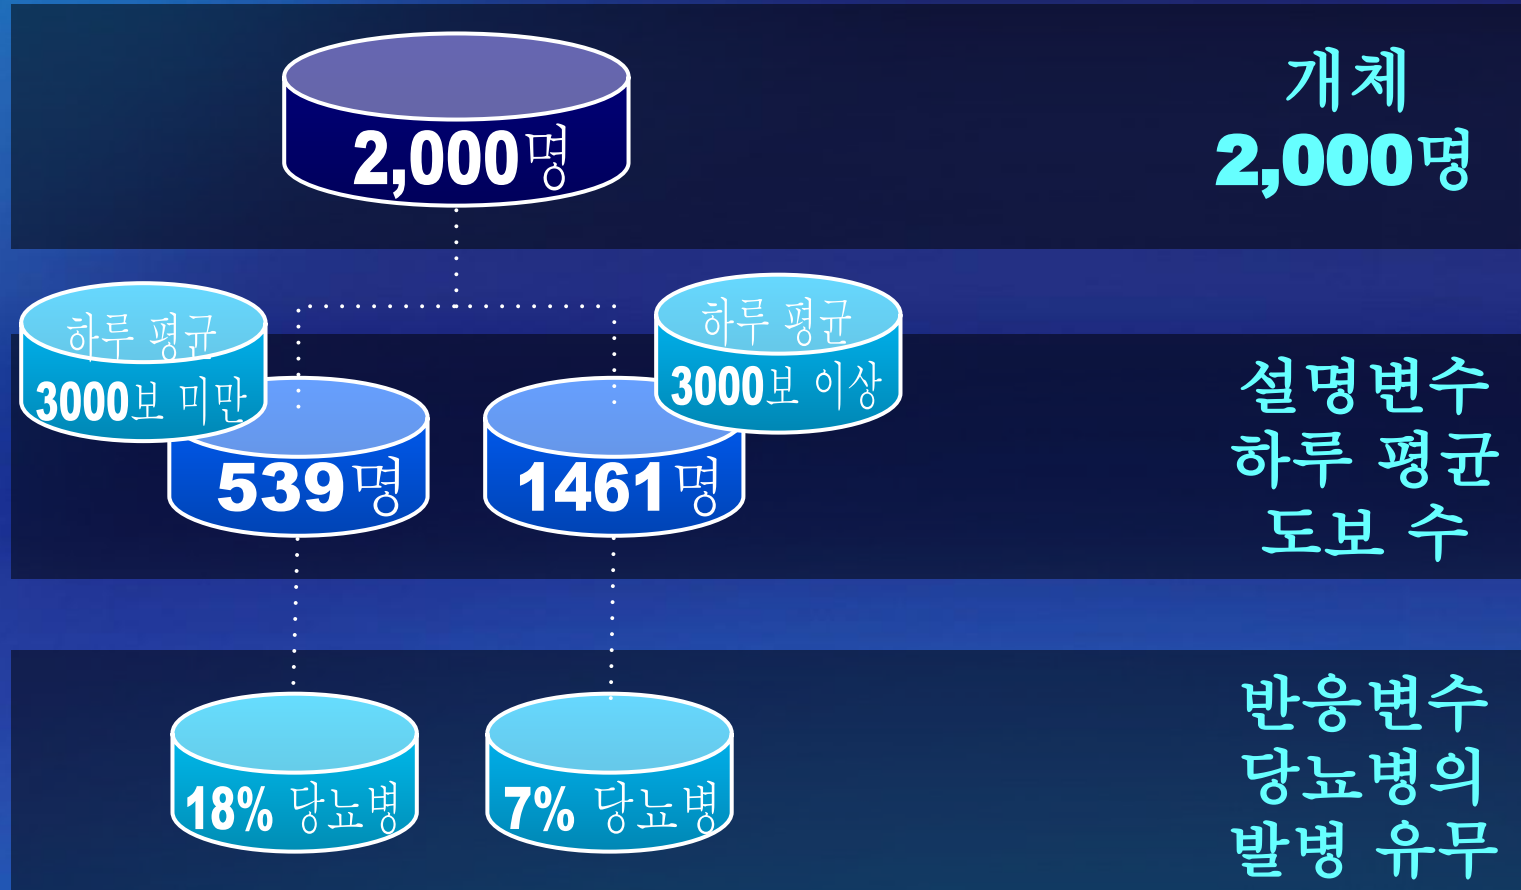 2,000명
개체
2,000명
하루 평균
3000보 미만
하루 평균
3000보 이상
539명
1461명
설명변수
하루 평균
도보 수
18% 당뇨병
7% 당뇨병
반응변수
당뇨병의
발병 유무